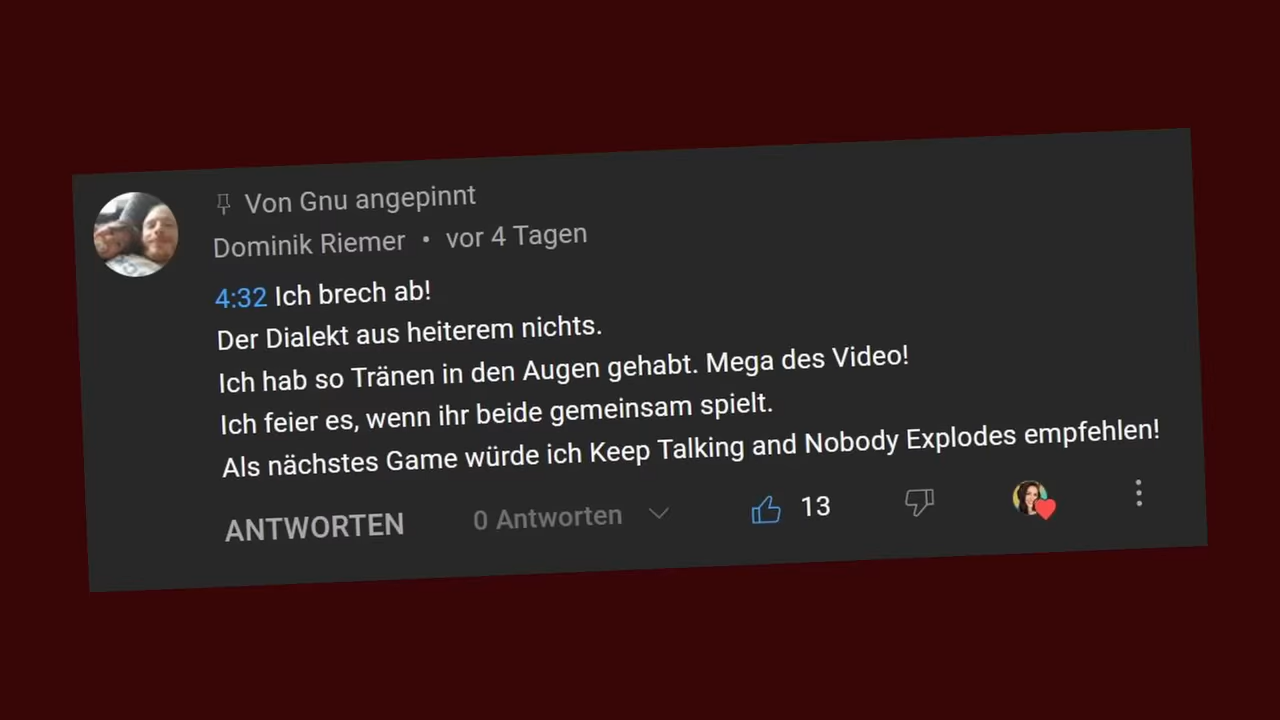 Von Gnu angepinnt
Dominik Riemer • vor 4 Tagen
4:32 Ich brech ab!
Der Dialekt aus heiterem nichts.
Ich hab so Tränen in den Augen gehabt. Mega des Video!
Ich feier es, wenn ihr beide gemeinsam spielt.
Als nächstes Game würde ich Keep Talking and Nobody Explodes empfehlen!
ANTWORTEN 0 Antworten 13